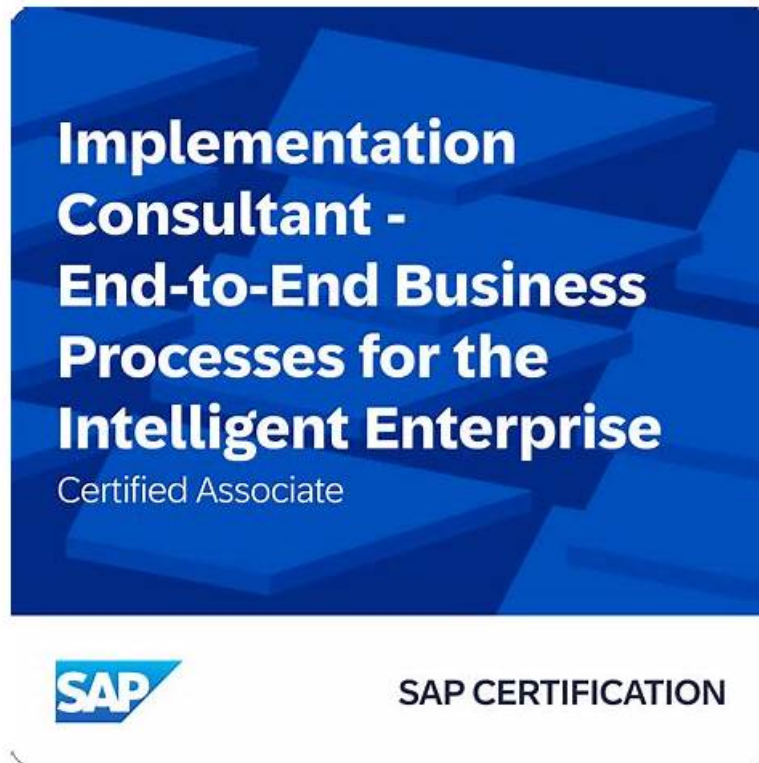 Implementation
Consultant -
End-to-End Business
Processes for the
Intelligent Enterprise
Certified Associate
SAP
SAP CERTIFICATION